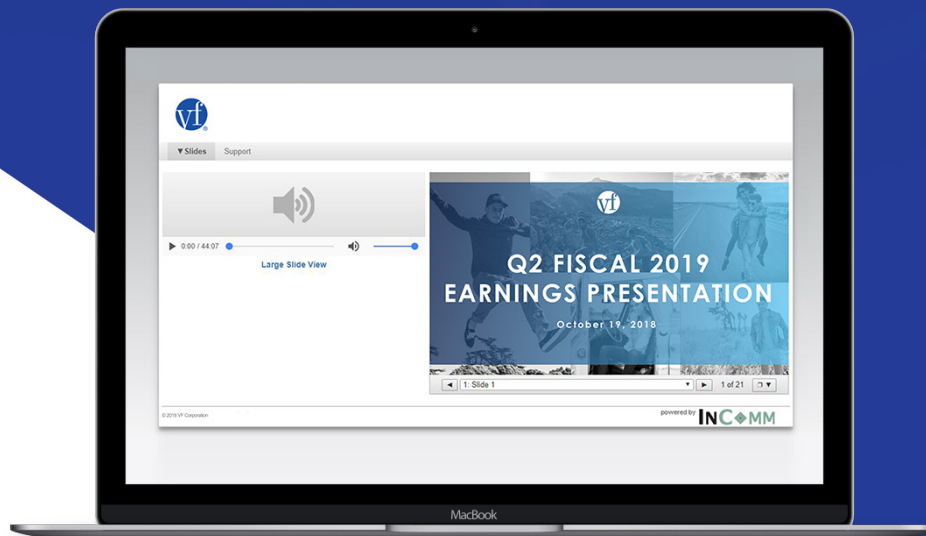 vf
▼ Slides Support
0:00 / 44:07
Large Slide View
vf
Q2 FISCAL 2019
EARNINGS PRESENTATION
October 19, 2018
1: Slide 1
1 of 21
© 2018 VF Corporation
powered by INCOMM
MacBook